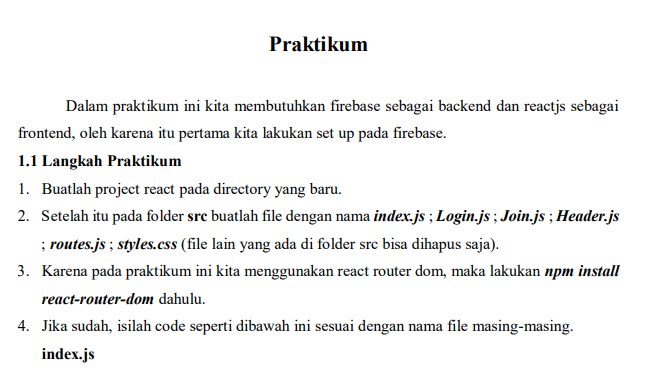 Praktikum
Dalam praktikum ini kita membutuhkan firebase sebagai backend dan reactjs sebagai
frontend, oleh karena itu pertama kita lakukan set up pada firebase.
1.1 Langkah Praktikum
1. Buatlah project react pada directory yang baru.
2. Setelah itu pada folder src buatlah file dengan nama index.js ; Login.js ; Join.js ; Header.js
; routes.js ; styles.css (file lain yang ada di folder src bisa dihapus saja).
3. Karena pada praktikum ini kita menggunakan react router dom, maka lakukan npm install
react-router-dom dahulu.
4. Jika sudah, isilah code seperti dibawah ini sesuai dengan nama file masing-masing.
index.js